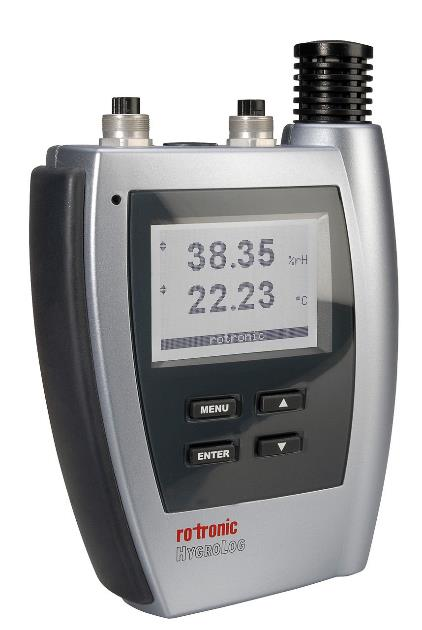 38.35 %rH
22.23 °C
rotronic
MENU
ENTER
rotronic
HYGROLOG